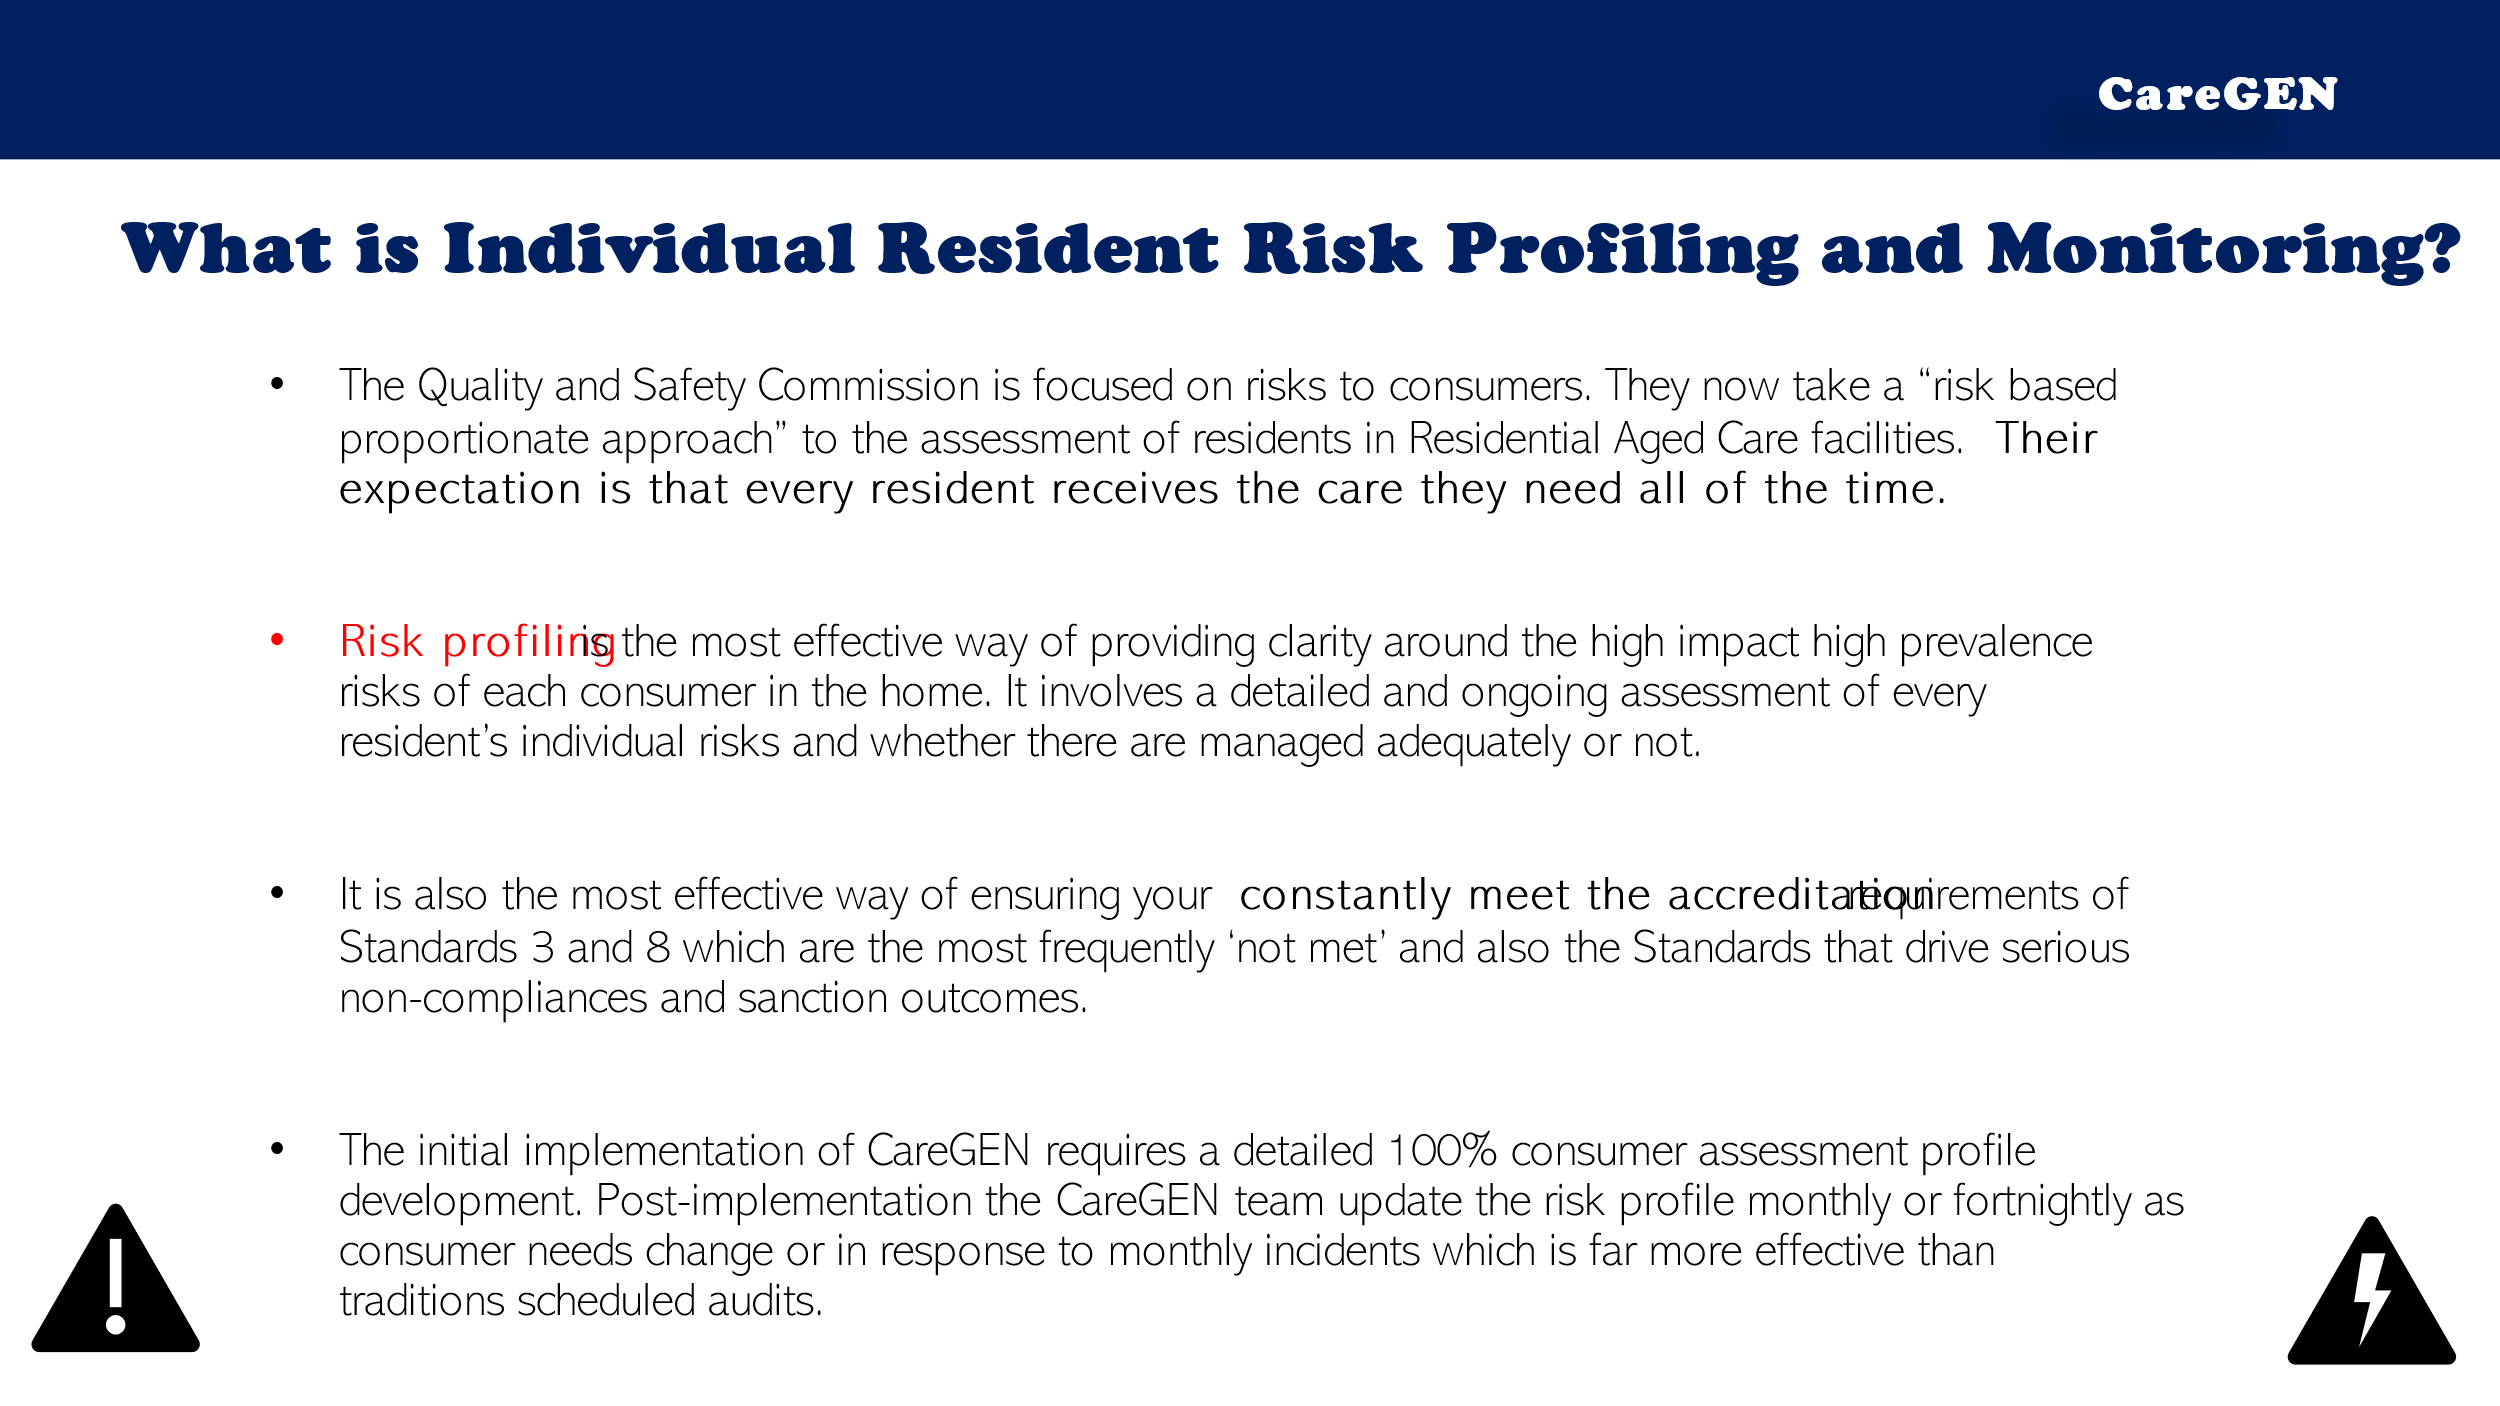 CareGEN
What is Individual Resident Risk Profiling and Monitoring?
• The Quality and Safety Commission is focused on risks to consumers. They now take a “risk based
proportionate approach” to the assessment of residents in Residential Aged Care facilities. Their
expectation is that every resident receives the care they need all of the time.
• Risk profiling is the most effective way of providing clarity around the high impact high prevalence
risks of each consumer in the home. It involves a detailed and ongoing assessment of every
resident’s individual risks and whether there are managed adequately or not.
• It is also the most effective way of ensuring your constantly meet the accreditation requirements of
Standards 3 and 8 which are the most frequently ‘not met’ and also the Standards that drive serious
non-compliances and sanction outcomes.
• The initial implementation of CareGEN requires a detailed 100% consumer assessment profile
development. Post-implementation the CareGEN team update the risk profile monthly or fortnightly as
consumer needs change or in response to monthly incidents which is far more effective than
traditions scheduled audits.